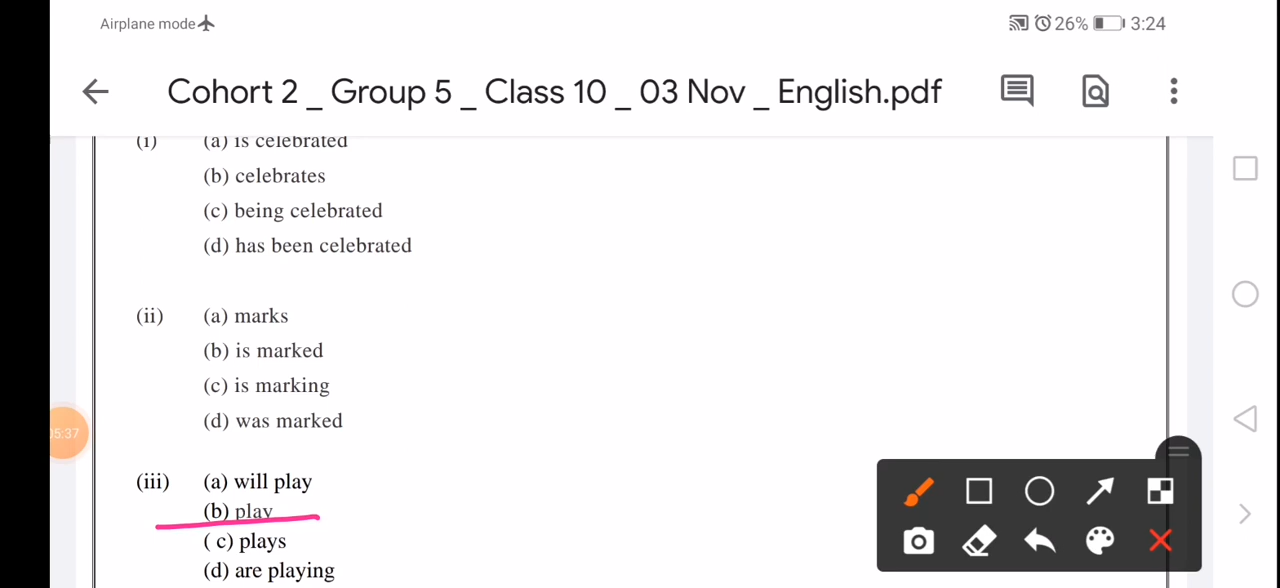 Airplane mode 26% 3:24
Cohort 2 _ Group 5 _ Class 10 _ 03 Nov _ English.pdf
(i) (a) is celebrated
(b) celebrates
(c) being celebrated
(d) has been celebrated
(ii) (a) marks
(b) is marked
(c) is marking
(d) was marked
05:37
(iii) (a) will play
(b) play
( c) plays
(d) are playing